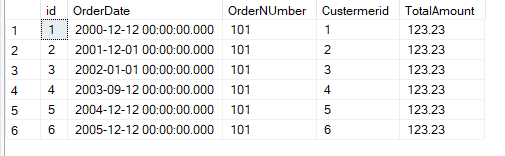 id OrderDate OrderNUmber Custermerid TotalAmount
1 1 2000-12-12 00:00:00.000 101 1 123.23
2 2 2001-12-01 00:00:00.000 101 2 123.23
3 3 2002-01-01 00:00:00.000 101 3 123.23
4 4 2003-09-12 00:00:00.000 101 4 123.23
5 5 2004-12-12 00:00:00.000 101 5 123.23
6 6 2005-12-12 00:00:00.000 101 6 123.23